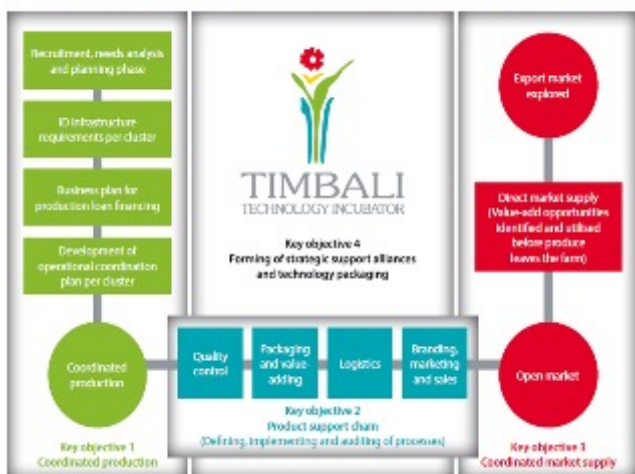 Recruitment, needs analysis
and planning phase
ID infrastructure
requirements per cluster
Business plan for
production loan financing
Development of
operational coordination
plan per cluster
Coordinated
production
Key objective 1
Coordinated production
TIMBALI
TECHNOLOGY INCUBATOR
Key objective 4
Forming of strategic support alliances
and technology packaging
Quality
control
Packaging
and value-
adding
Logistics
Branding,
marketing
and sales
Key objective 2
Product support chain
(Defining, implementing and auditing of processes)
Export market
explored
Direct market supply
(Value-add opportunities
identified and utilised
before produce
leaves the farm)
Open market
Key objective 3
Coordinated market supply